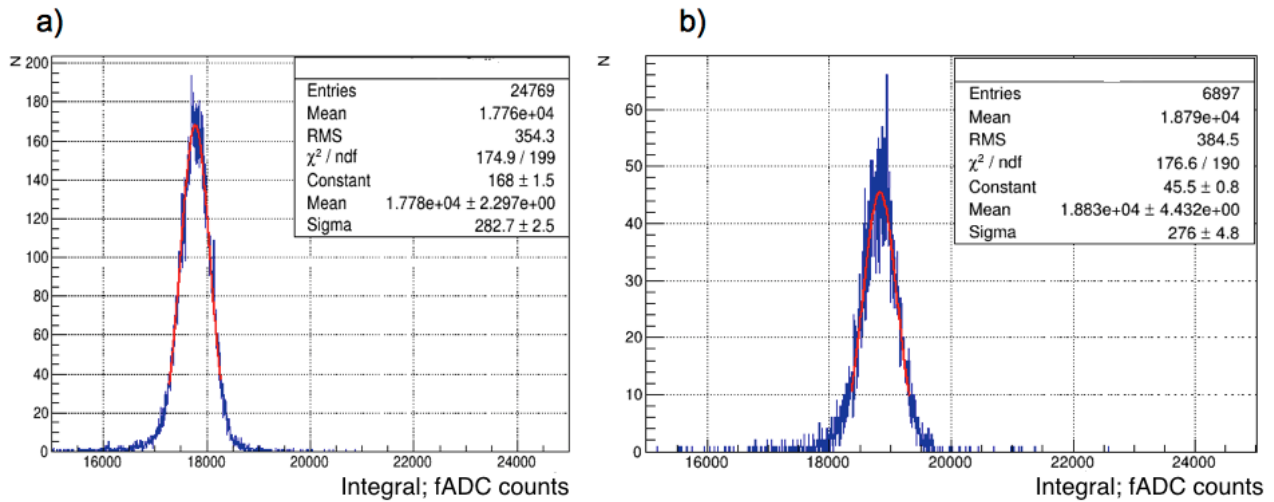 a)
N
200
180
160
140
120
100
80
60
40
20
0
16000 18000 20000 22000 24000
Integral; fADC counts
Entries 24769
Mean 1.776e+04
RMS 354.3
χ² / ndf 174.9 / 199
Constant 168 ± 1.5
Mean 1.778e+04 ± 2.297e+00
Sigma 282.7 ± 2.5
b)
N
60
50
40
30
20
10
0
16000 18000 20000 22000 24000
Integral; fADC counts
Entries 6897
Mean 1.879e+04
RMS 384.5
χ² / ndf 176.6 / 190
Constant 45.5 ± 0.8
Mean 1.883e+04 ± 4.432e+00
Sigma 276 ± 4.8